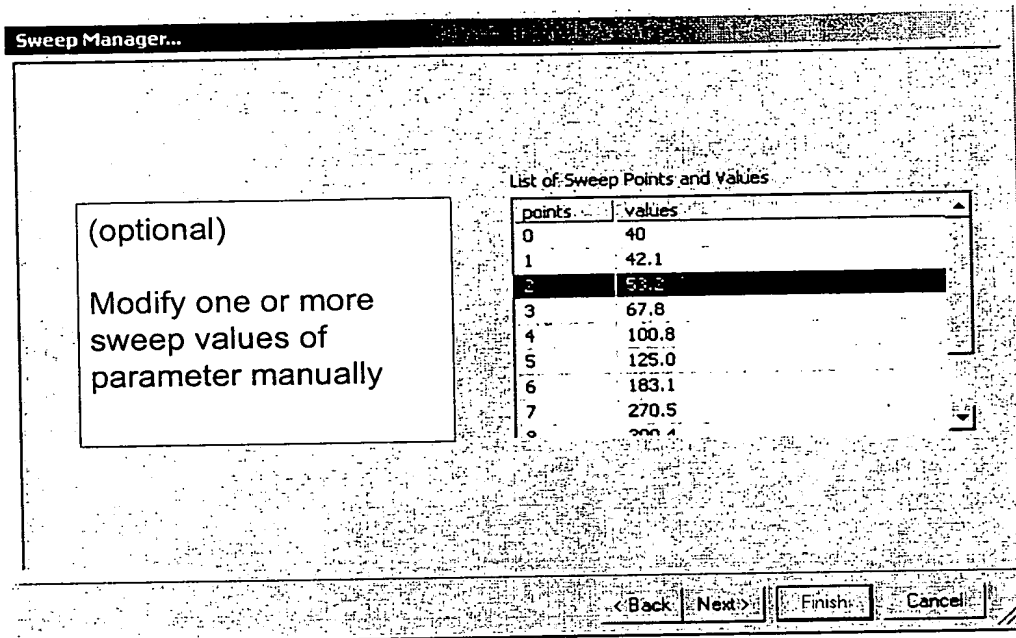 Sweep Manager...
(optional)
Modify one or more
sweep values of
parameter manually
List of Sweep Points and Values
points values
0 40
1 42.1
2 53.2
3 67.8
4 100.8
5 125.0
6 183.1
7 270.5
< Back Next > Finish Cancel